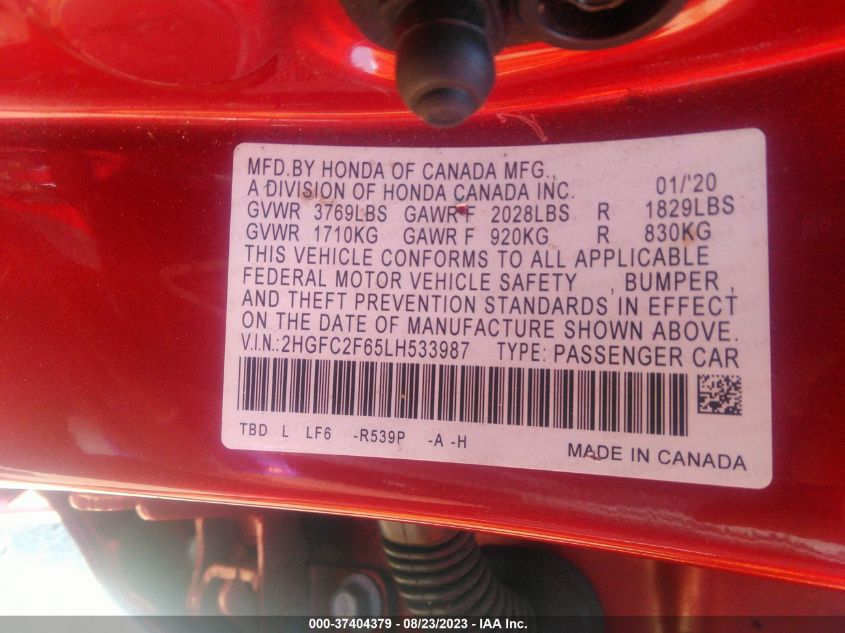 MFD.BY HONDA OF CANADA MFG.,
A DIVISION OF HONDA CANADA INC. 01/'20
GVWR 3769LBS GAWR F 2028LBS R 1829LBS
GVWR 1710KG GAWR F 920KG R 830KG
THIS VEHICLE CONFORMS TO ALL APPLICABLE
FEDERAL MOTOR VEHICLE SAFETY , BUMPER ,
AND THEFT PREVENTION STANDARDS IN EFFECT
ON THE DATE OF MANUFACTURE SHOWN ABOVE.
V.I.N.:2HGFC2F65LH533987 TYPE: PASSENGER CAR
TBD L LF6 -R539P -A -H
MADE IN CANADA
000-37404379 - 08/23/2023 - IAA Inc.